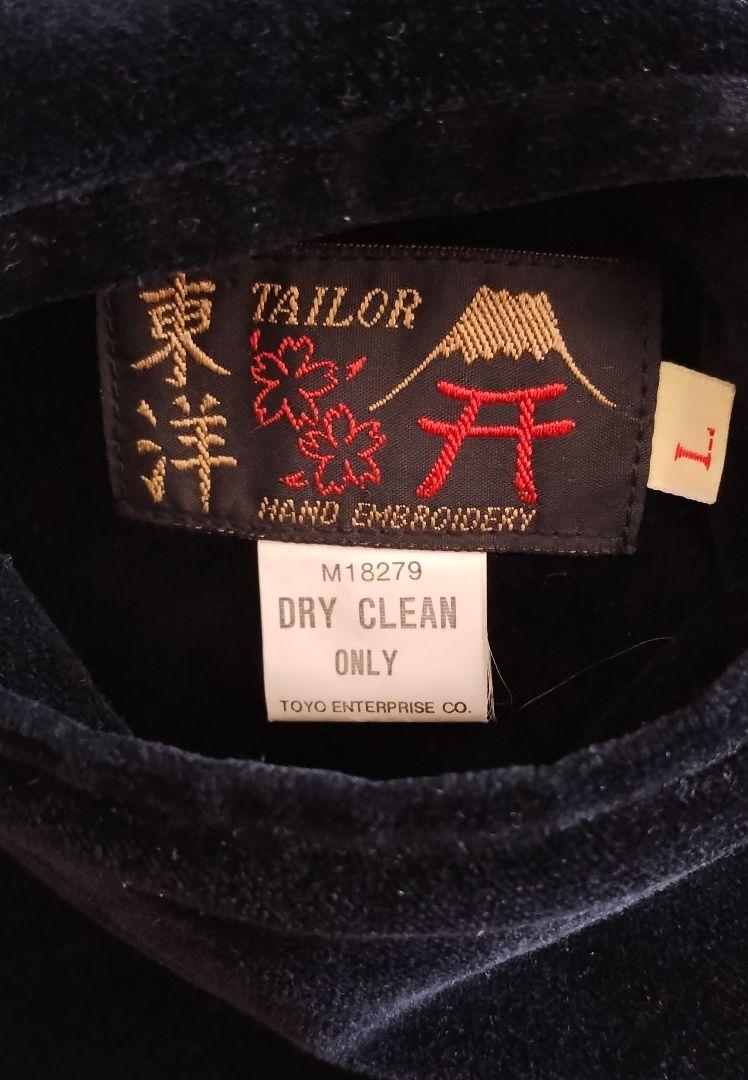 東洋
TAILOR
HAND EMBROIDERY
L
M18279
DRY CLEAN
ONLY
TOYO ENTERPRISE CO.